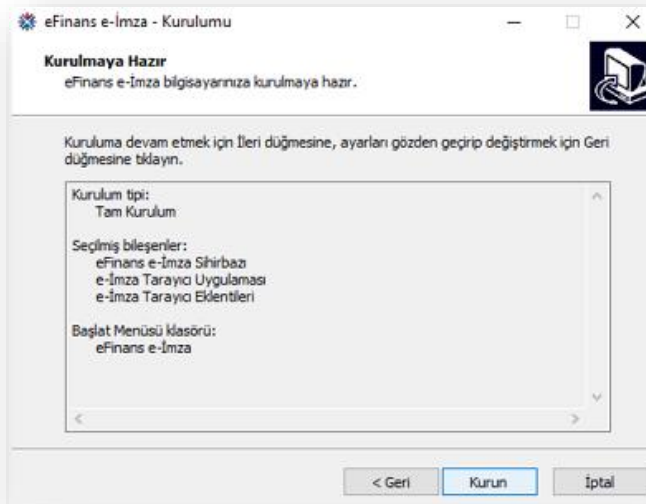 eFinans e-İmza - Kurulumu
Kurulmaya Hazır
eFinans e-İmza bilgisayarınıza kurulmaya hazır.
Kuruluma devam etmek için İleri düğmesine, ayarları gözden geçirip değiştirmek için Geri
düğmesine tıklayın.
Kurulum tipi:
Tam Kurulum
Seçilmiş bileşenler:
eFinans e-İmza Sihirbazı
e-İmza Tarayıcı Uygulaması
e-İmza Tarayıcı Eklentileri
Başlat Menüsü klasörü:
eFinans e-İmza
< Geri
Kurun
İptal